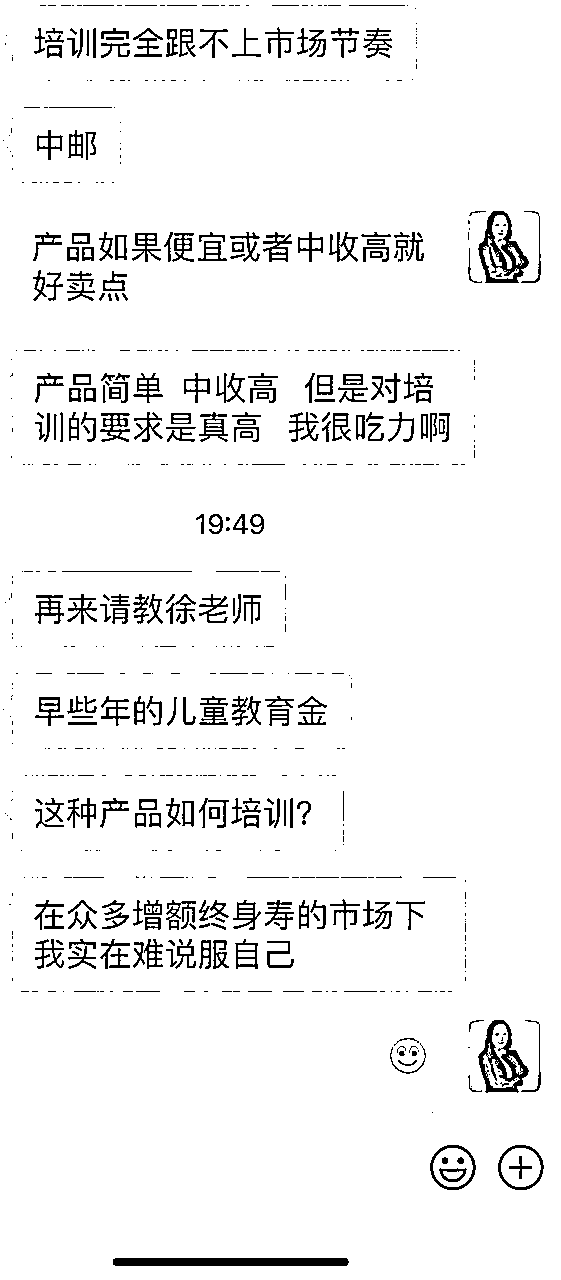 培训完全跟不上市场节奏
中邮
产品如果便宜或者中收高就
好卖点
产品简单 中收高 但是对培
训的要求是真高 我很吃力啊
19:49
再来请教徐老师
早些年的儿童教育金
这种产品如何培训?
在众多增额终身寿的市场下
我实在难说服自己